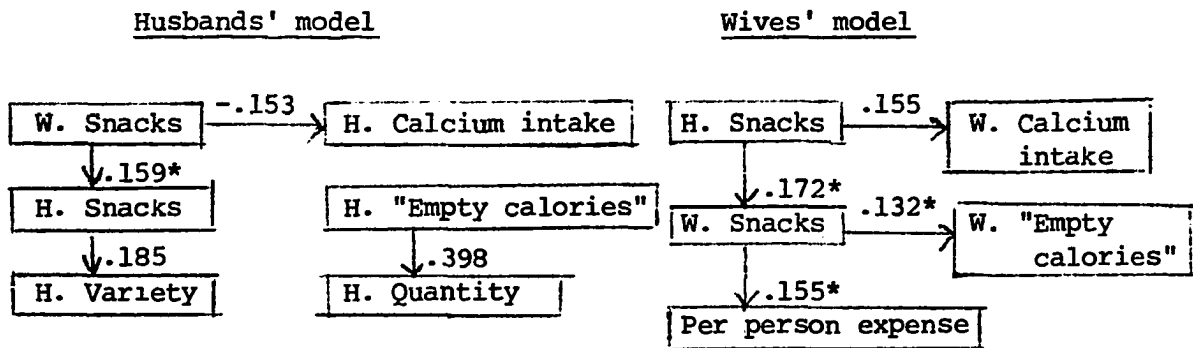 Husbands' model
Wives' model
W. Snacks
-.153
H. Calcium intake
.159*
H. Snacks
H. "Empty calories"
.185
.398
H. Variety
H. Quantity
H. Snacks
.155
W. Calcium
intake
.172*
W. Snacks
.132*
W. "Empty
calories"
.155*
Per person expense